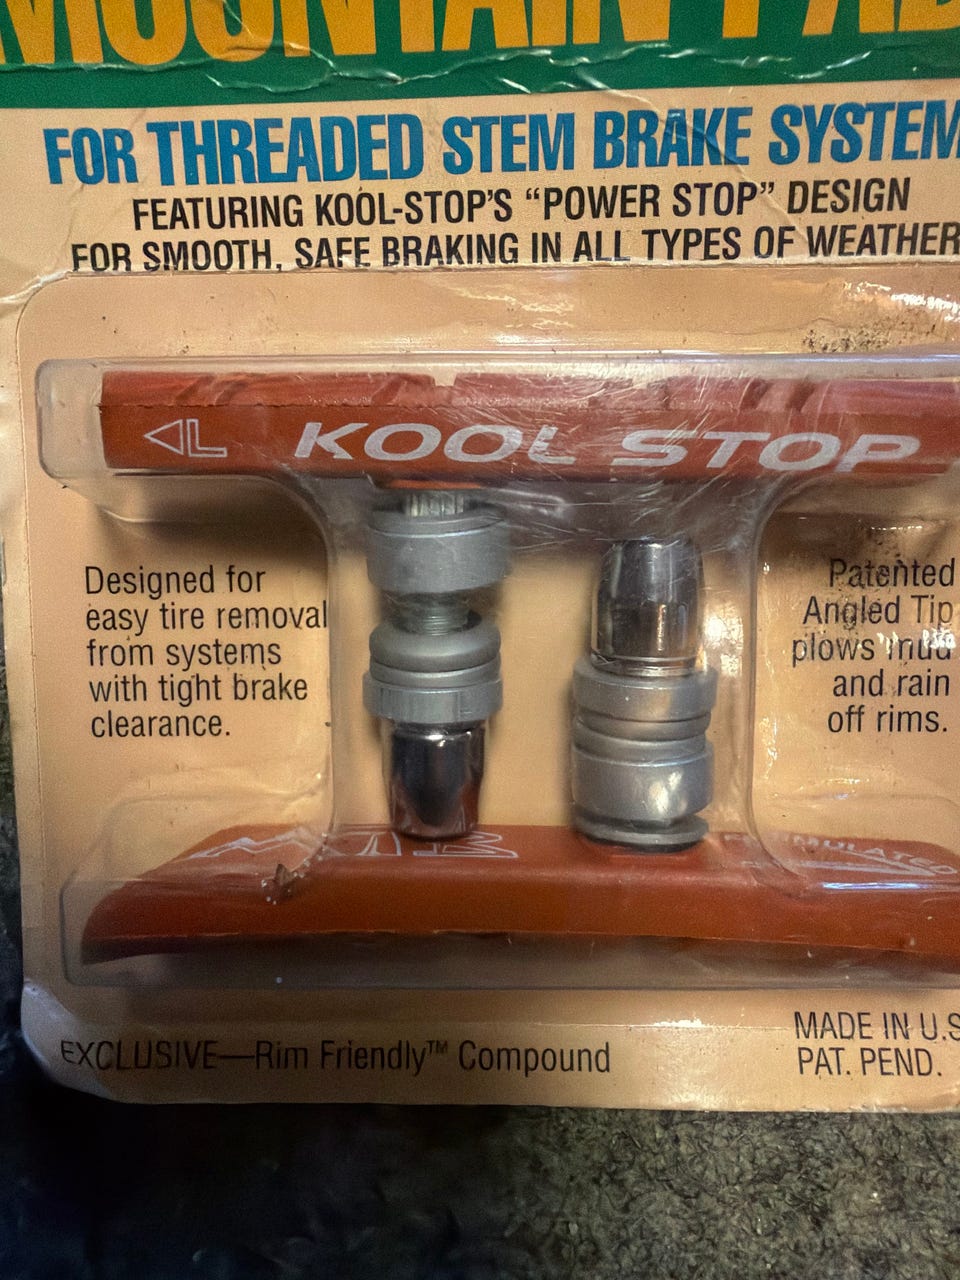 MOUNTAIN PAD
FOR THREADED STEM BRAKE SYSTEM
FEATURING KOOL-STOP'S “POWER STOP” DESIGN
FOR SMOOTH, SAFE BRAKING IN ALL TYPES OF WEATHER
L KOOL STOP
Designed for
easy tire removal
from systems
with tight brake
clearance.
Patented
Angled Tip
plows mud
and rain
off rims.
EXCLUSIVE—Rim Friendly™ Compound
MADE IN U.S
PAT. PEND.